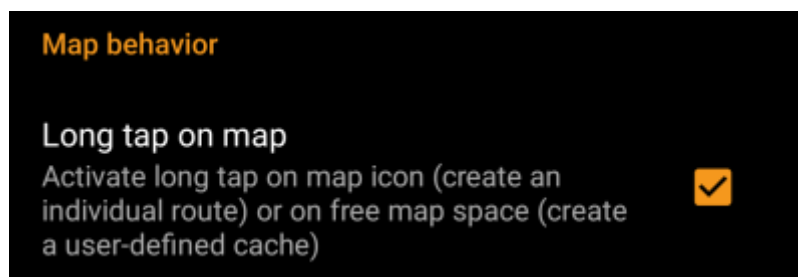 Map behavior
Long tap on map
Activate long tap on map icon (create an
individual route) or on free map space (create
a user-defined cache)